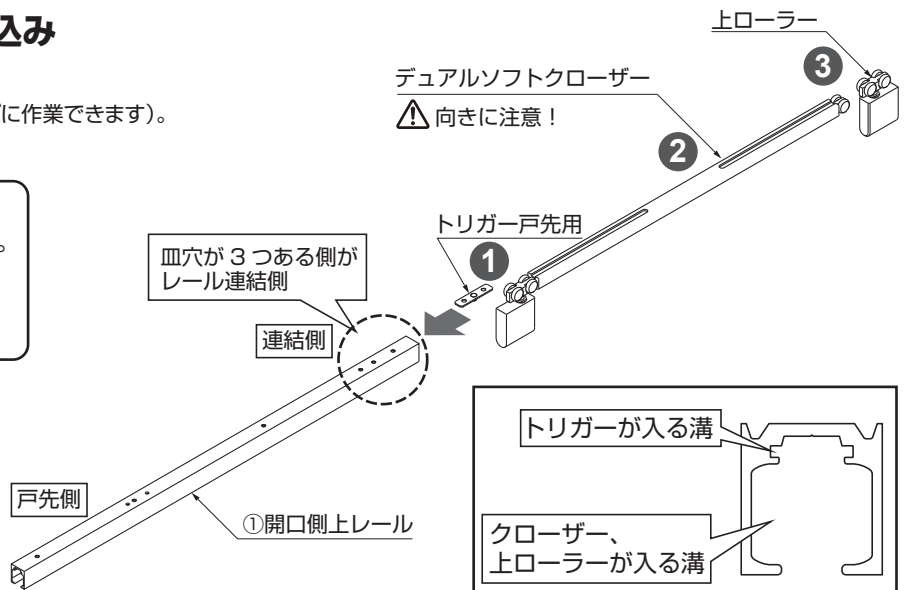 込み
に作業できます）。
。
上ローラー
3
デュアルソフトクローザー
向きに注意！
2
トリガー戸先用
1
皿穴が 3 つある側が
レール連結側
連結側
戸先側
①開口側上レール
トリガーが入る溝
クローザー、
上ローラーが入る溝